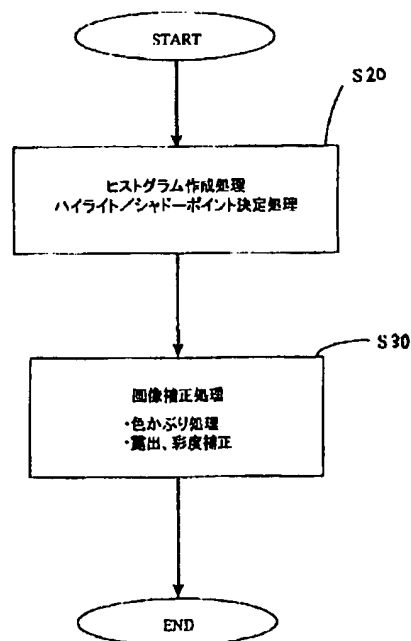 START
S20
ヒストグラム作成処理
ハイライト／シャドーポイント決定処理
S30
画像補正処理
・色かぶり処理
・露出、彩度補正
END